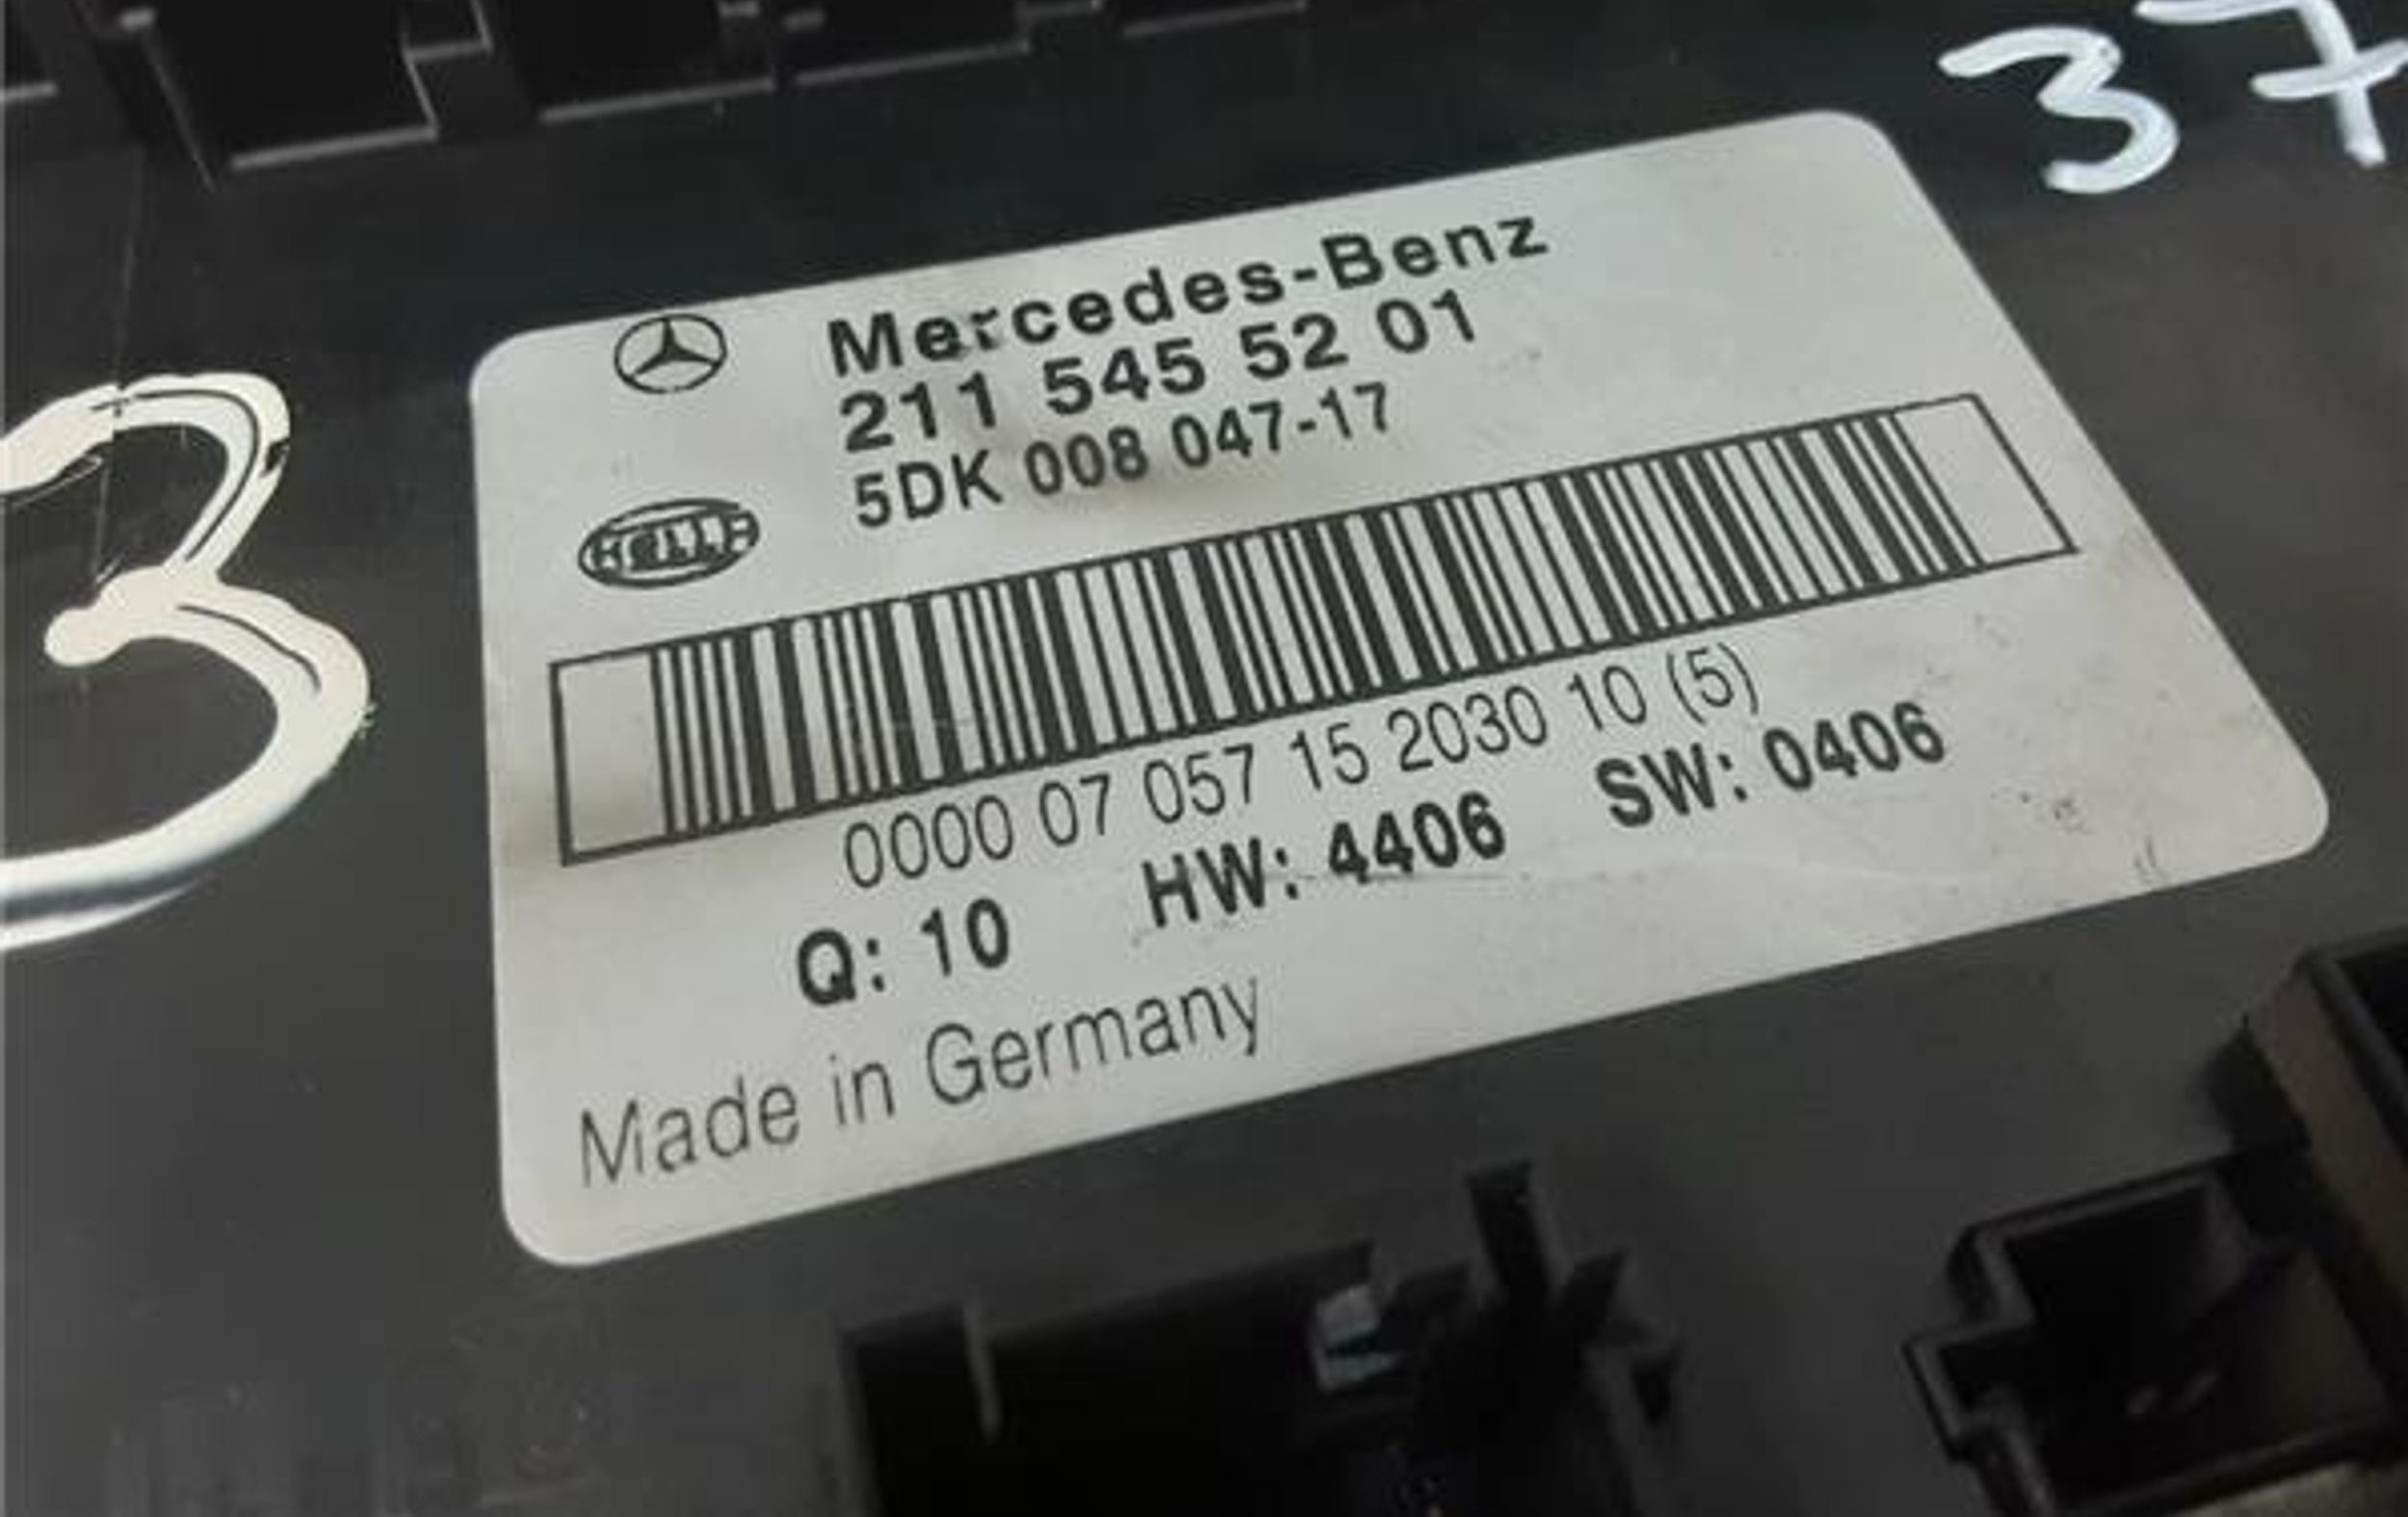 37
3
Mercedes-Benz
211 545 52 01
5DK 008 047-17
HELLA
0000 07 057 15 2030 10 (5)
Q: 10 HW: 4406 SW: 0406
Made in Germany